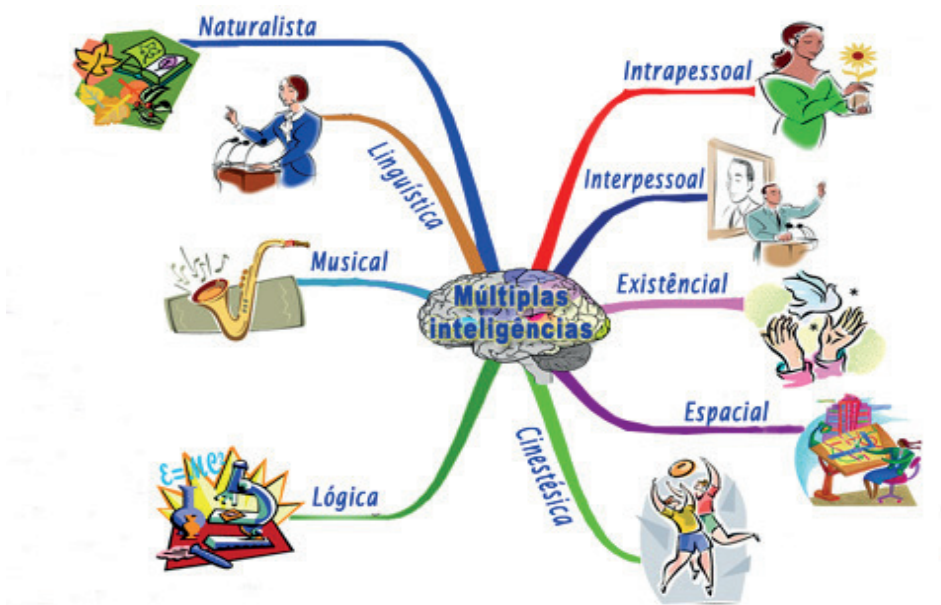 Naturalista
Intrapessoal
Linguística
Interpessoal
Musical
Existêncial
Múltiplas
inteligências
Espacial
Cinestésica
Lógica
E=MC²